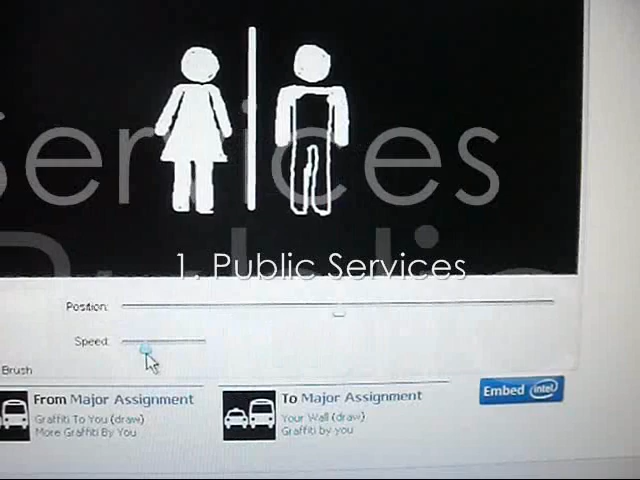 Services
Public
1. Public Services
Position:
Speed:
Brush
From Major Assignment
Graffiti To You (draw)
More Graffiti By You
To Major Assignment
Your Wall (draw)
Graffiti by you
Embed intel